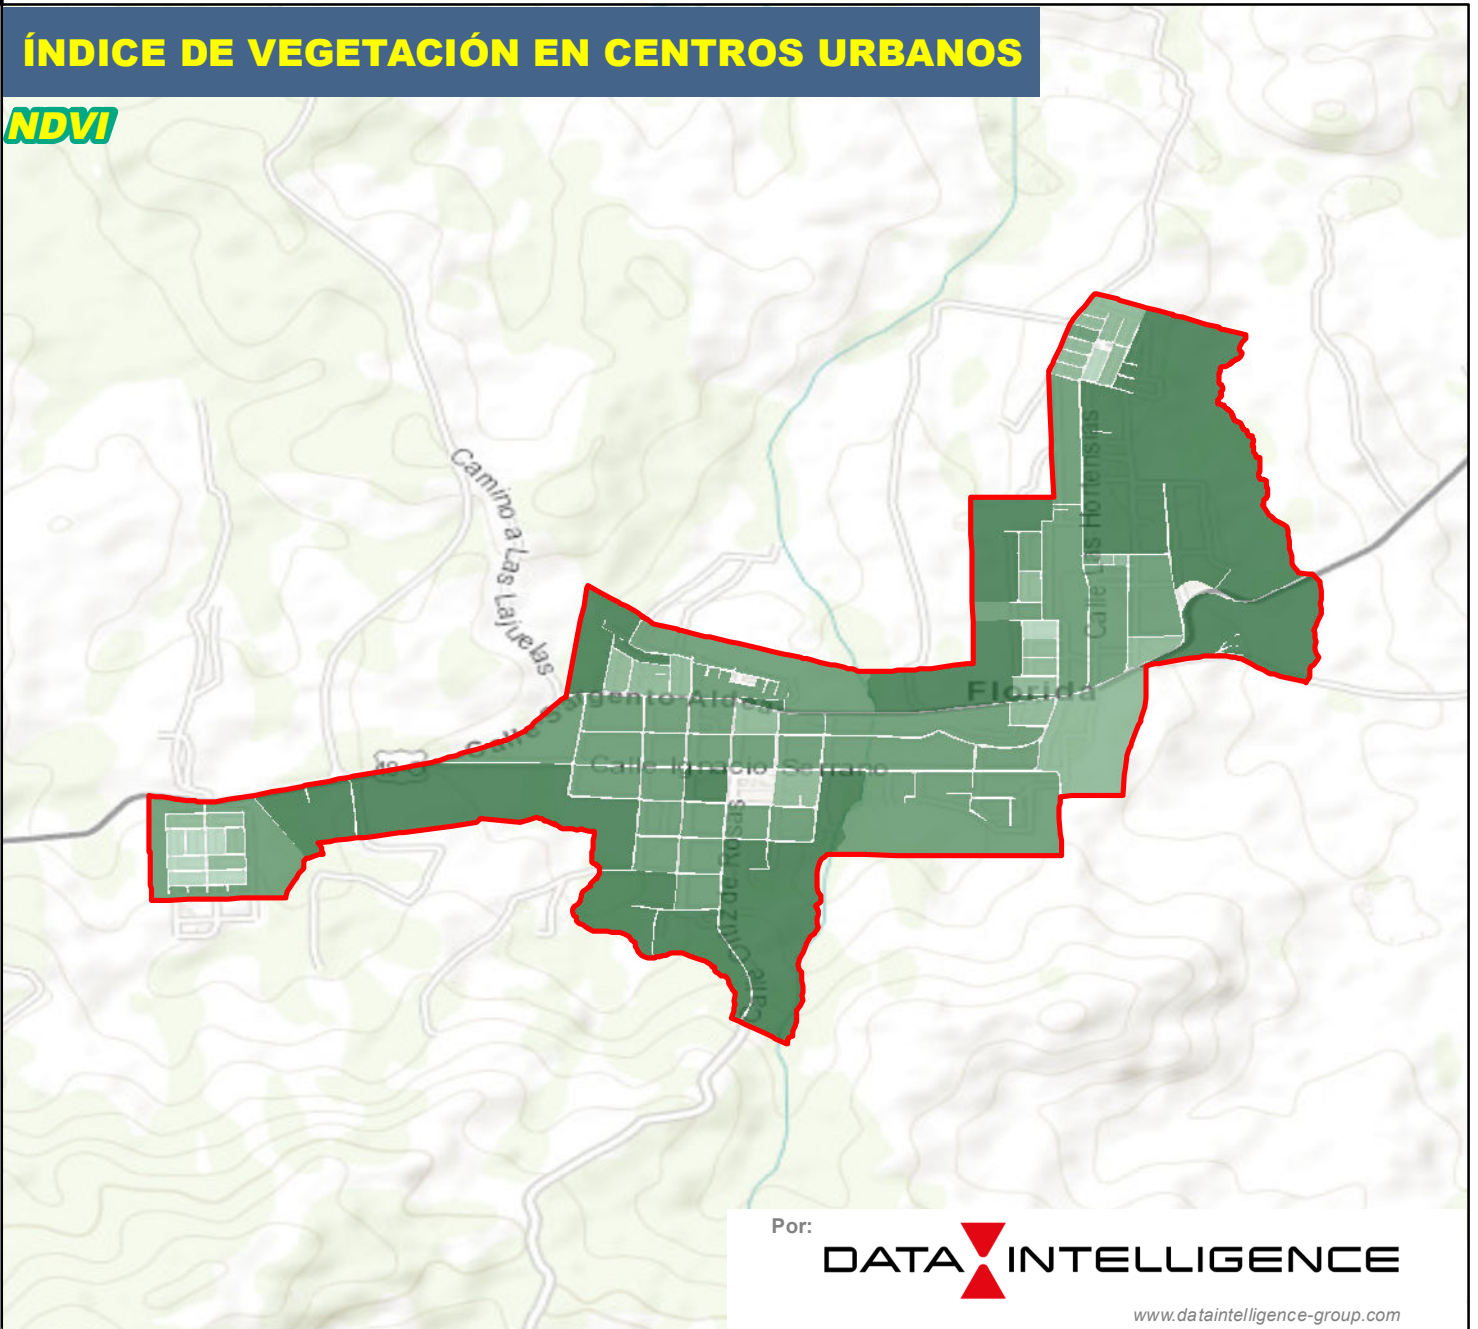 ÍNDICE DE VEGETACIÓN EN CENTROS URBANOS
NDVI
Camino a Las Lajuelas
Calle Las Hortensias
Florida
Calle Sargento Aldea
Calle Ignacio Serrano
Por:
DATA INTELLIGENCE
www.dataintelligence-group.com